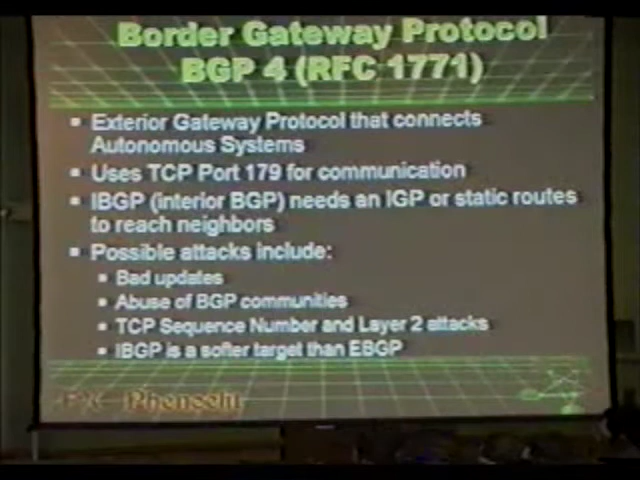 Border Gateway Protocol
BGP 4 (RFC 1771)
Exterior Gateway Protocol that connects
Autonomous Systems
Uses TCP Port 179 for communication
IBGP (interior BGP) needs an IGP or static routes
to reach neighbors
Possible attacks include:
Bad updates
Abuse of BGP communities
TCP Sequence Number and Layer 2 attacks
IBGP is a softer target than EBGP
Phenoelit